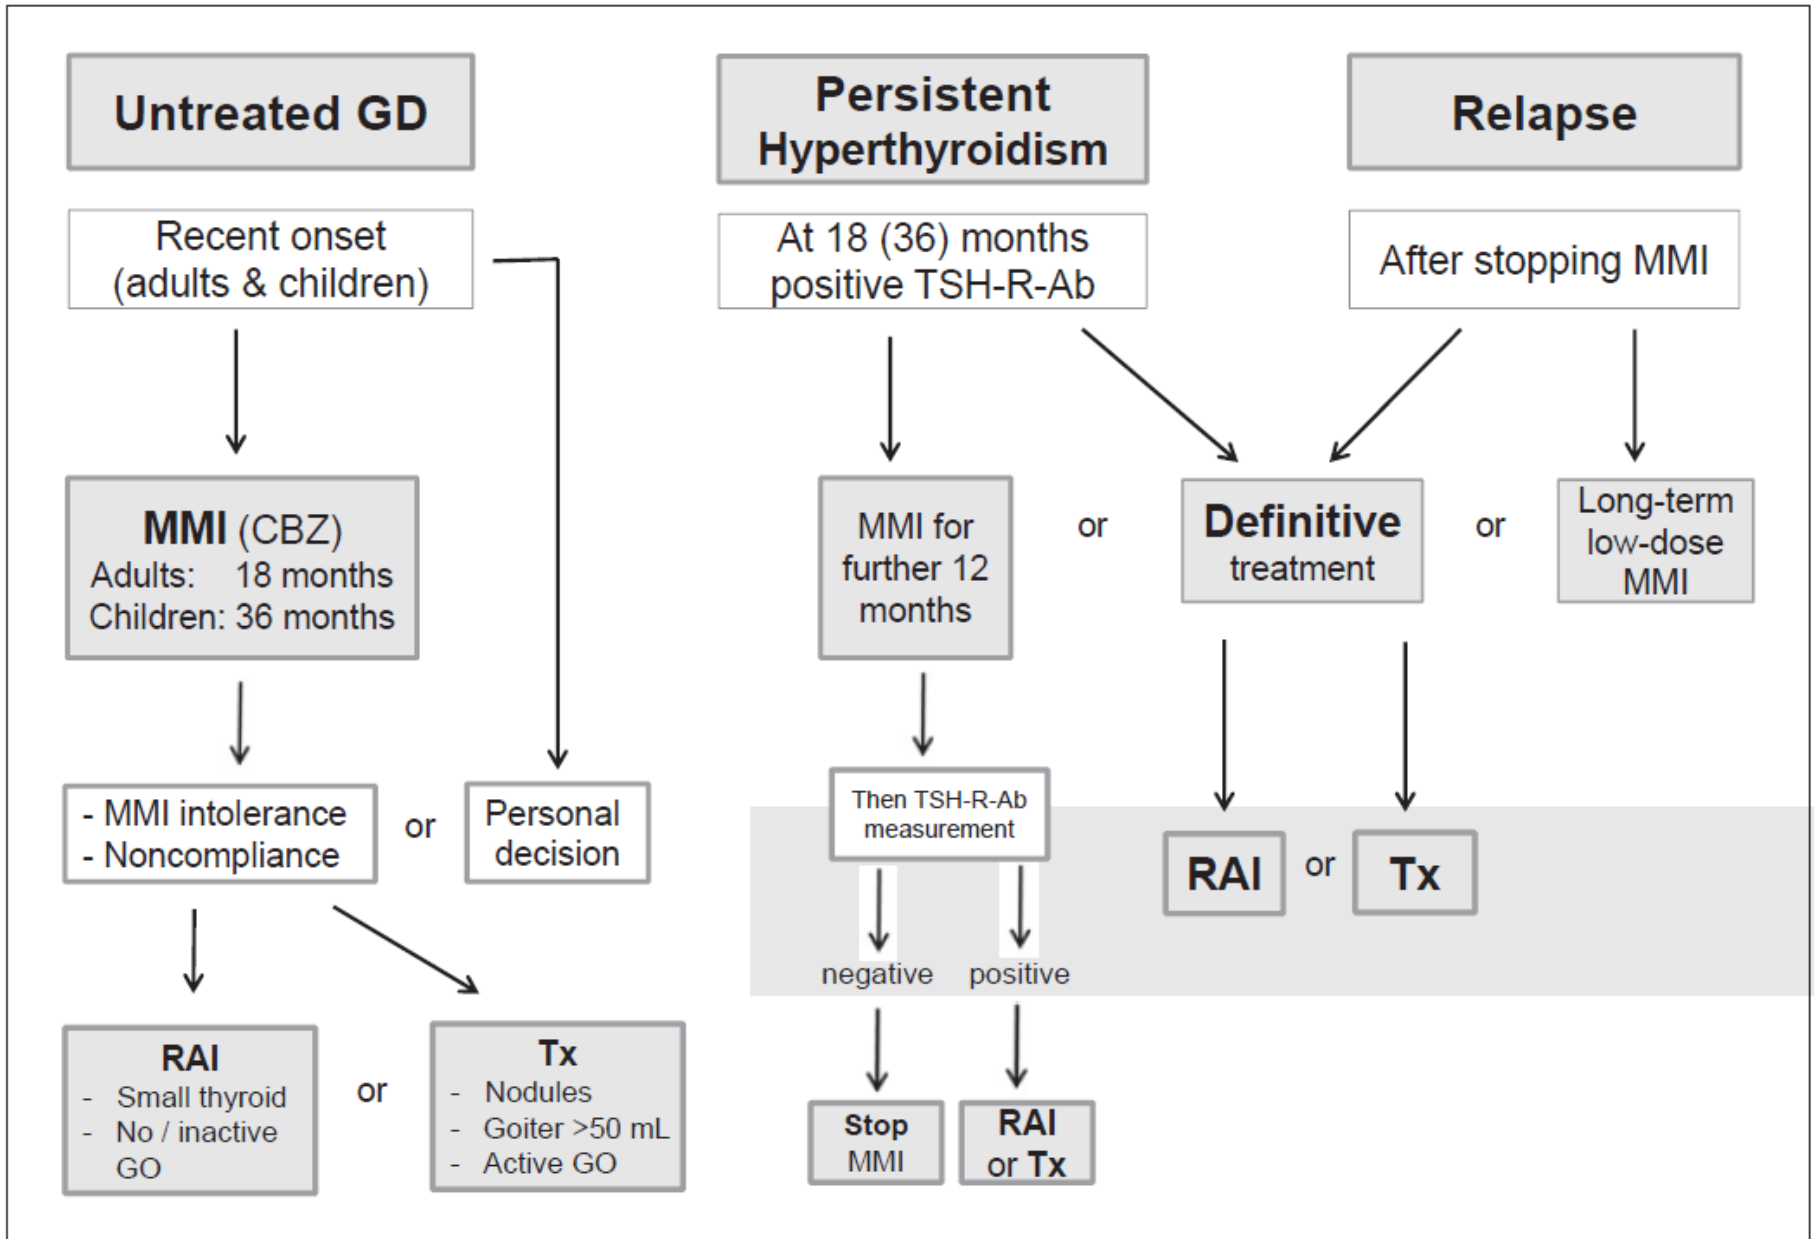 Untreated GD
Recent onset
(adults & children)
MMI (CBZ)
Adults: 18 months
Children: 36 months
- MMI intolerance
- Noncompliance
or
Personal
decision
RAI
- Small thyroid
- No / inactive
GO
or
Tx
- Nodules
- Goiter >50 mL
- Active GO
Persistent
Hyperthyroidism
At 18 (36) months
positive TSH-R-Ab
MMI for
further 12
months
or
Then TSH-R-Ab
measurement
negative
positive
Stop
MMI
RAI
or Tx
Relapse
After stopping MMI
Definitive
treatment
or
Long-term
low-dose
MMI
RAI
or
Tx